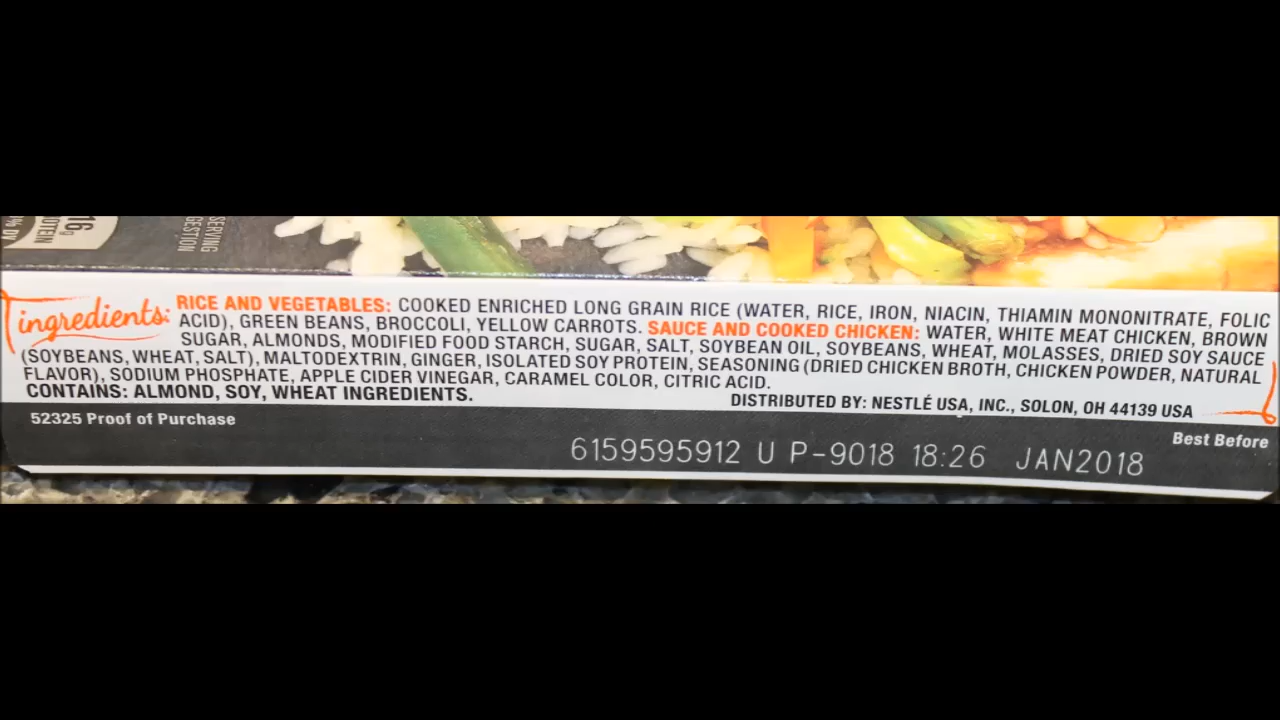 16g
OTEIN
% DV
SERVING
GESTION
ingredients: RICE AND VEGETABLES: COOKED ENRICHED LONG GRAIN RICE (WATER, RICE, IRON, NIACIN, THIAMIN MONONITRATE, FOLIC
ACID), GREEN BEANS, BROCCOLI, YELLOW CARROTS. SAUCE AND COOKED CHICKEN: WATER, WHITE MEAT CHICKEN, BROWN
SUGAR, ALMONDS, MODIFIED FOOD STARCH, SUGAR, SALT, SOYBEAN OIL, SOYBEANS, WHEAT, MOLASSES, DRIED SOY SAUCE
(SOYBEANS, WHEAT, SALT), MALTODEXTRIN, GINGER, ISOLATED SOY PROTEIN, SEASONING (DRIED CHICKEN BROTH, CHICKEN POWDER, NATURAL
FLAVOR), SODIUM PHOSPHATE, APPLE CIDER VINEGAR, CARAMEL COLOR, CITRIC ACID.
CONTAINS: ALMOND, SOY, WHEAT INGREDIENTS.
DISTRIBUTED BY: NESTLÉ USA, INC., SOLON, OH 44139 USA
52325 Proof of Purchase
Best Before
6159595912 U P-9018 18:26 JAN2018